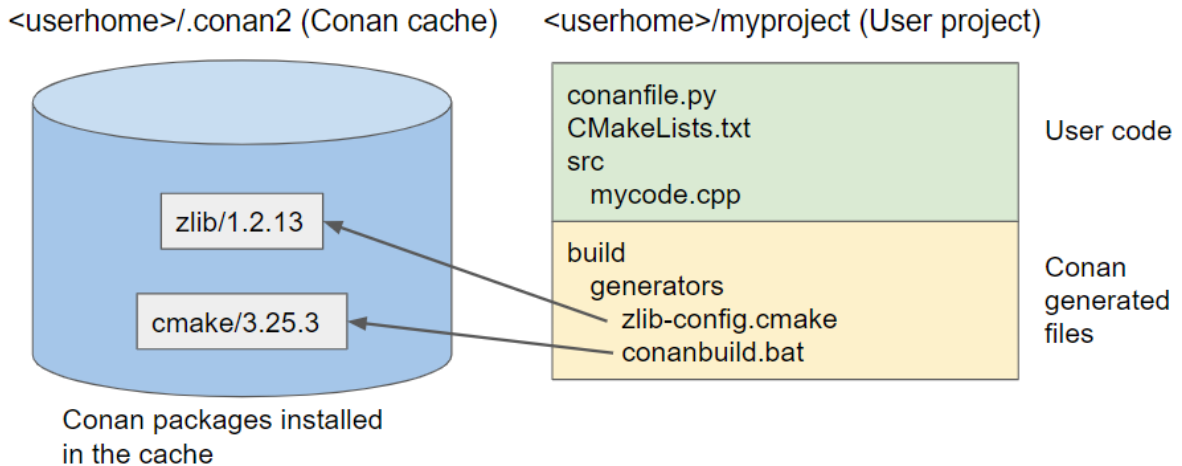 <userhome>/.conan2 (Conan cache)
<userhome>/myproject (User project)
zlib/1.2.13
cmake/3.25.3
Conan packages installed
in the cache
conanfile.py
CMakeLists.txt
src
mycode.cpp
User code
build
generators
zlib-config.cmake
conanbuild.bat
Conan
generated
files